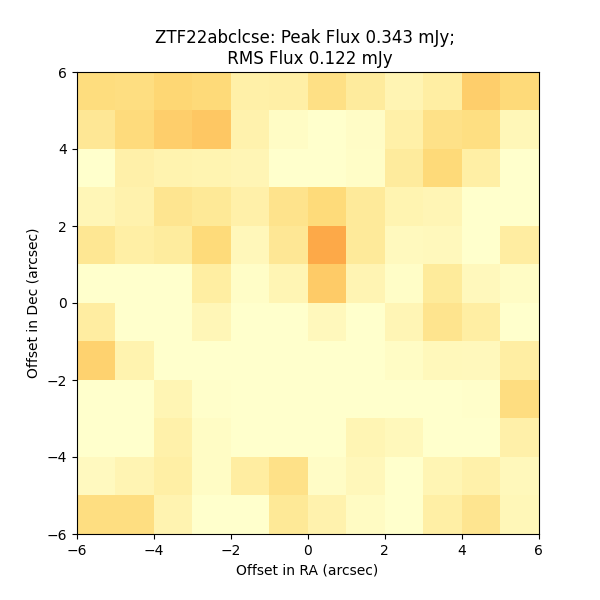 ZTF22abclcse: Peak Flux 0.343 mJy;
RMS Flux 0.122 mJy
6
4
2
0
−2
−4
−6
Offset in Dec (arcsec)
−6 −4 −2 0 2 4 6
Offset in RA (arcsec)